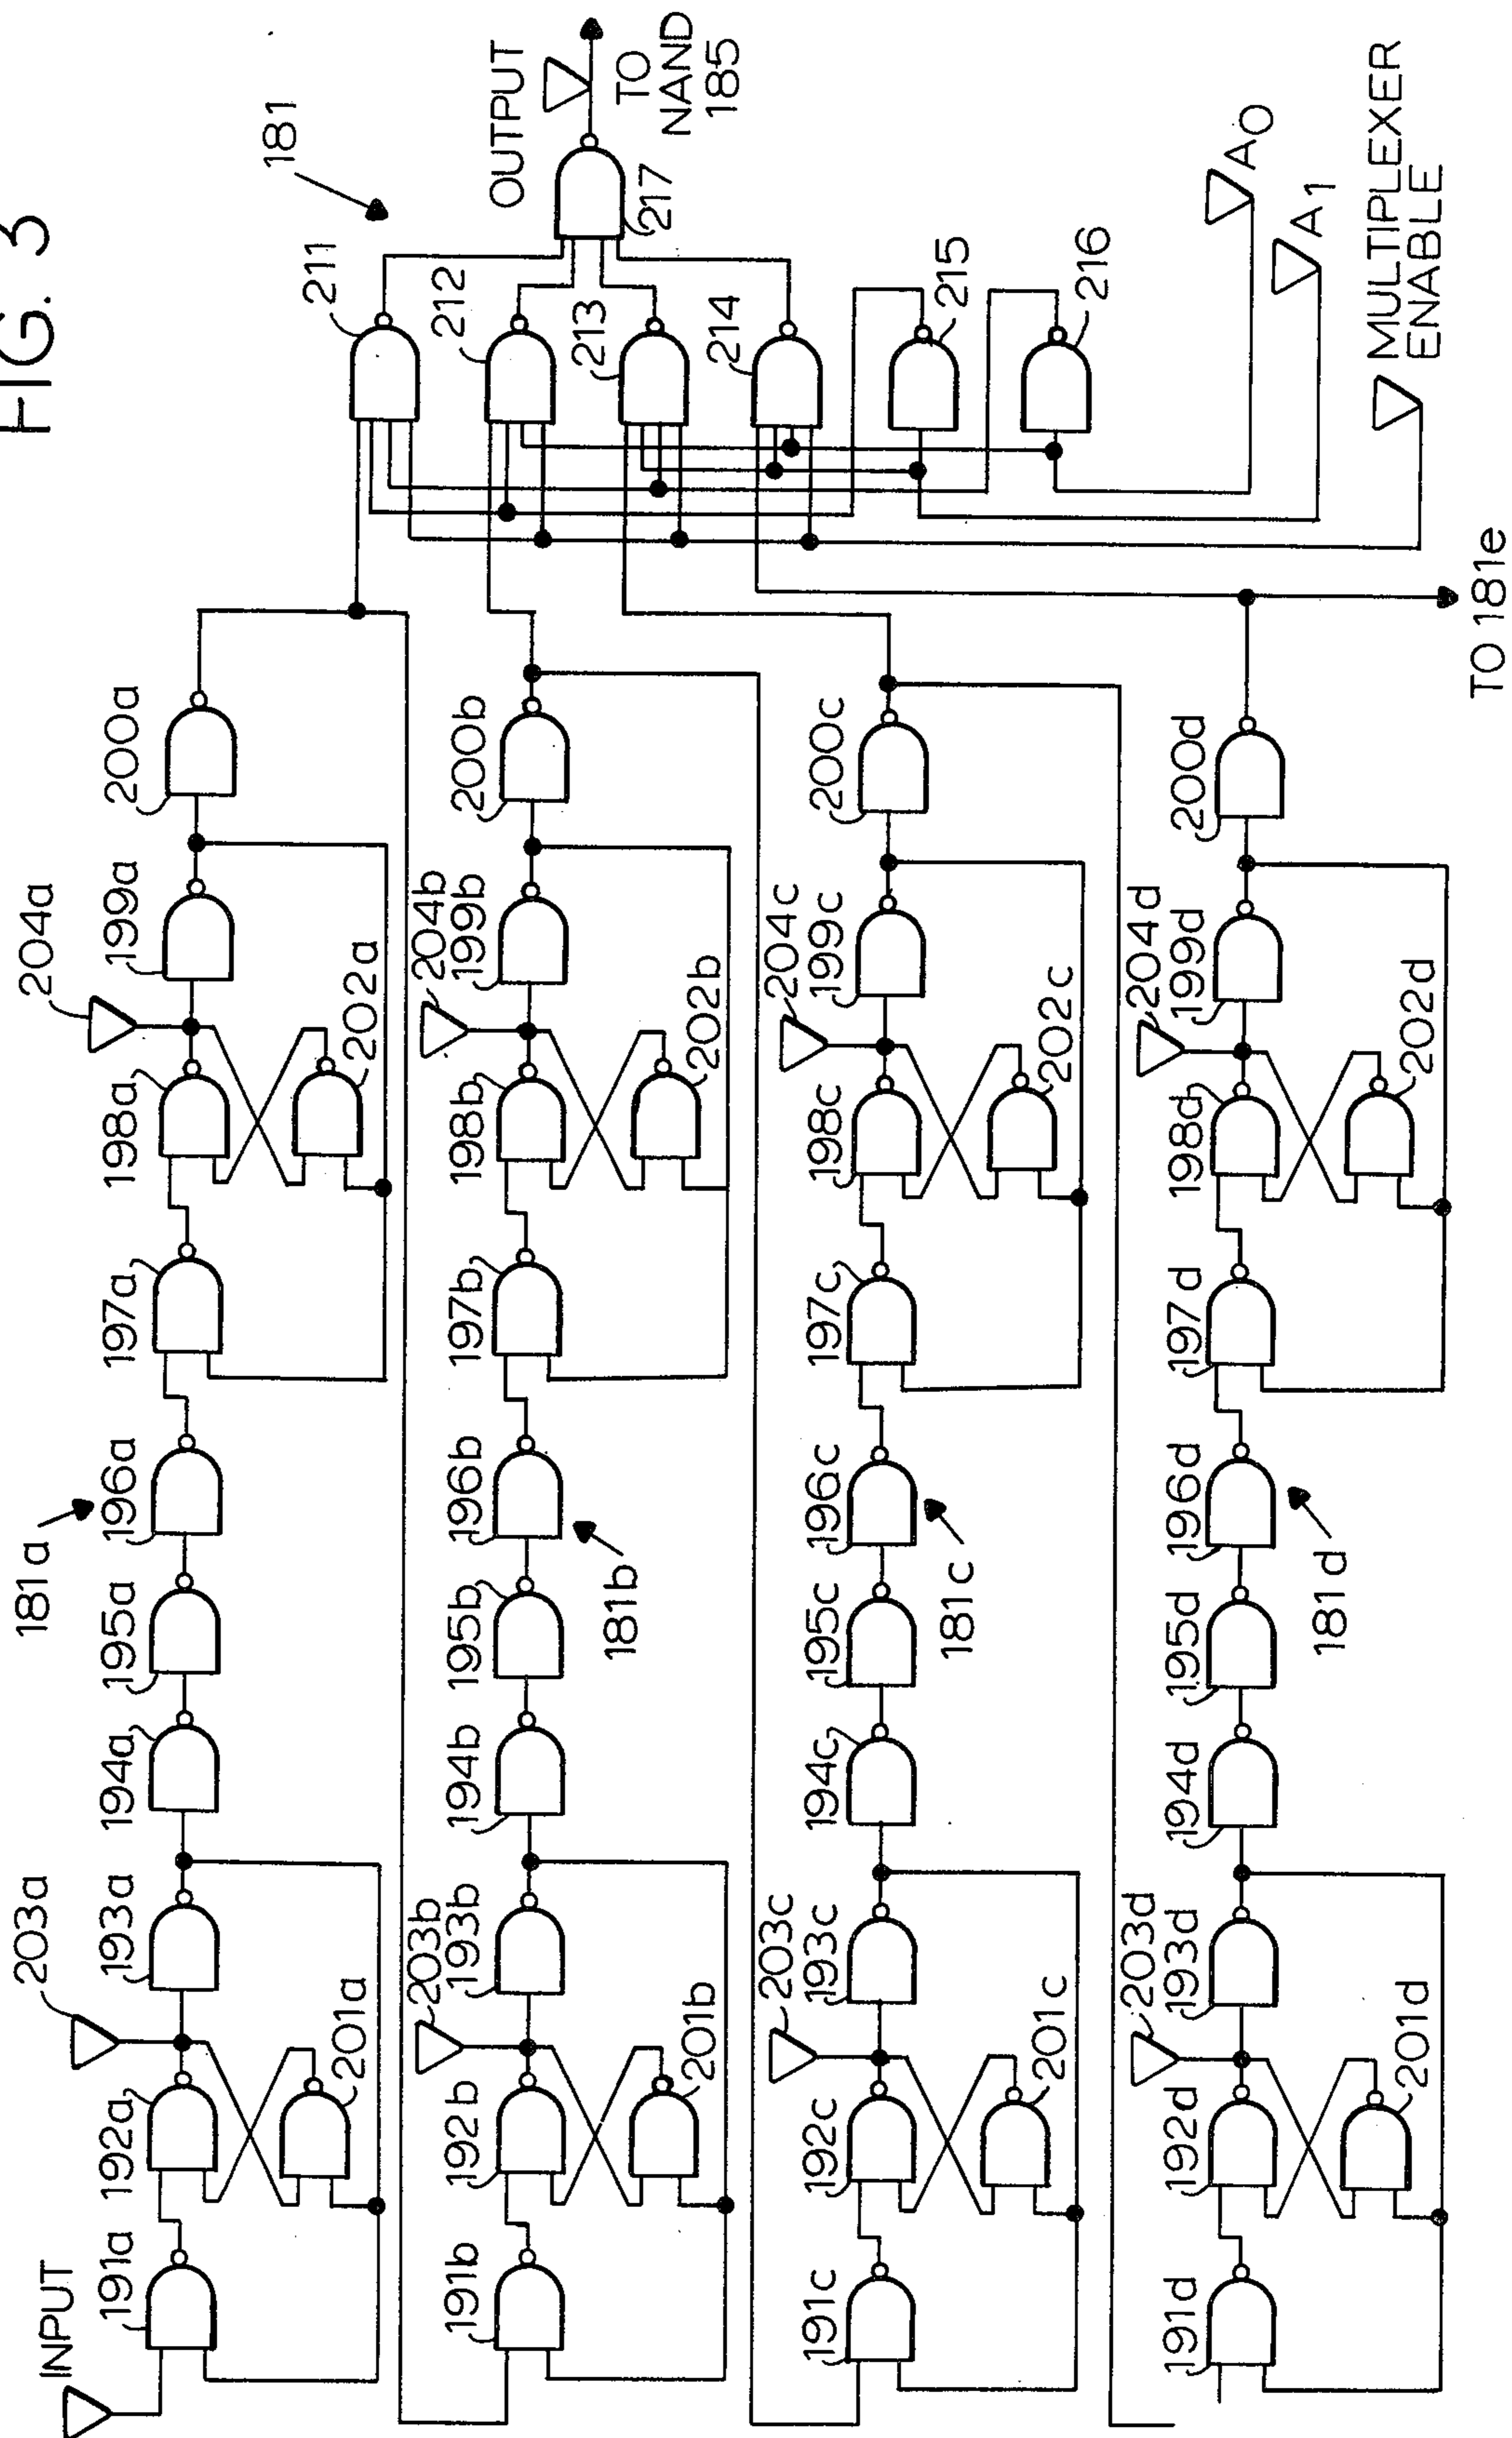 FIG. 3
181
OUTPUT
TO
NAND
185
217
211
212
213
214
215
216
A0
A1
MULTIPLEXER
ENABLE
TO 181e
181a
INPUT
203a
204a
191a
192a
193a
194a
195a
196a
197a
198a
199a
200a
201a
202a
203b
204b
191b
192b
193b
194b
195b
196b
197b
198b
199b
200b
201b
202b
181b
203c
204c
191c
192c
193c
194c
195c
196c
197c
198c
199c
200c
201c
202c
181c
203d
204d
191d
192d
193d
194d
195d
196d
197d
198d
199d
200d
201d
202d
181d